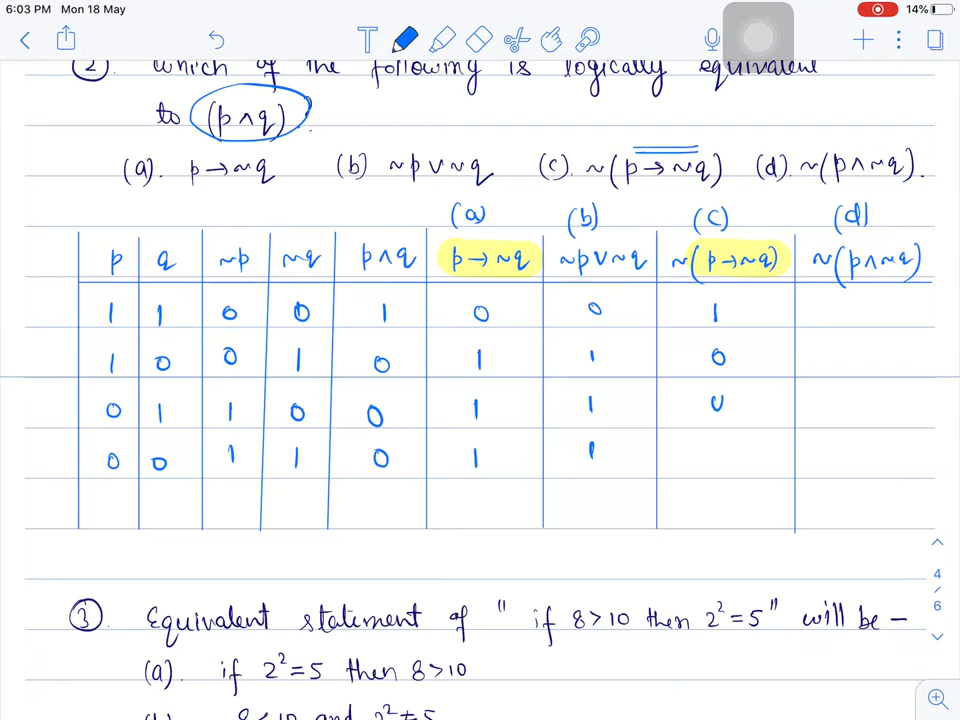 6:03 PM Mon 18 May 14%
(2). Which of the following is logically equivalent
to (p∧q).
(a). p→~q (b) ~p∨~q (c). ~(p→~q) (d). ~(p∧~q).
(a) (b) (c) (d)
p q ~p ~q p∧q p→~q ~p∨~q ~(p→~q) ~(p∧~q)
1 1 0 0 1 0 0 1
1 0 0 1 0 1 1 0
0 1 1 0 0 1 1 0
0 0 1 1 0 1 1
4
/
6
(3). Equivalent statement of "if 8>10 then 2²=5" will be -
(a). if 2²=5 then 8>10